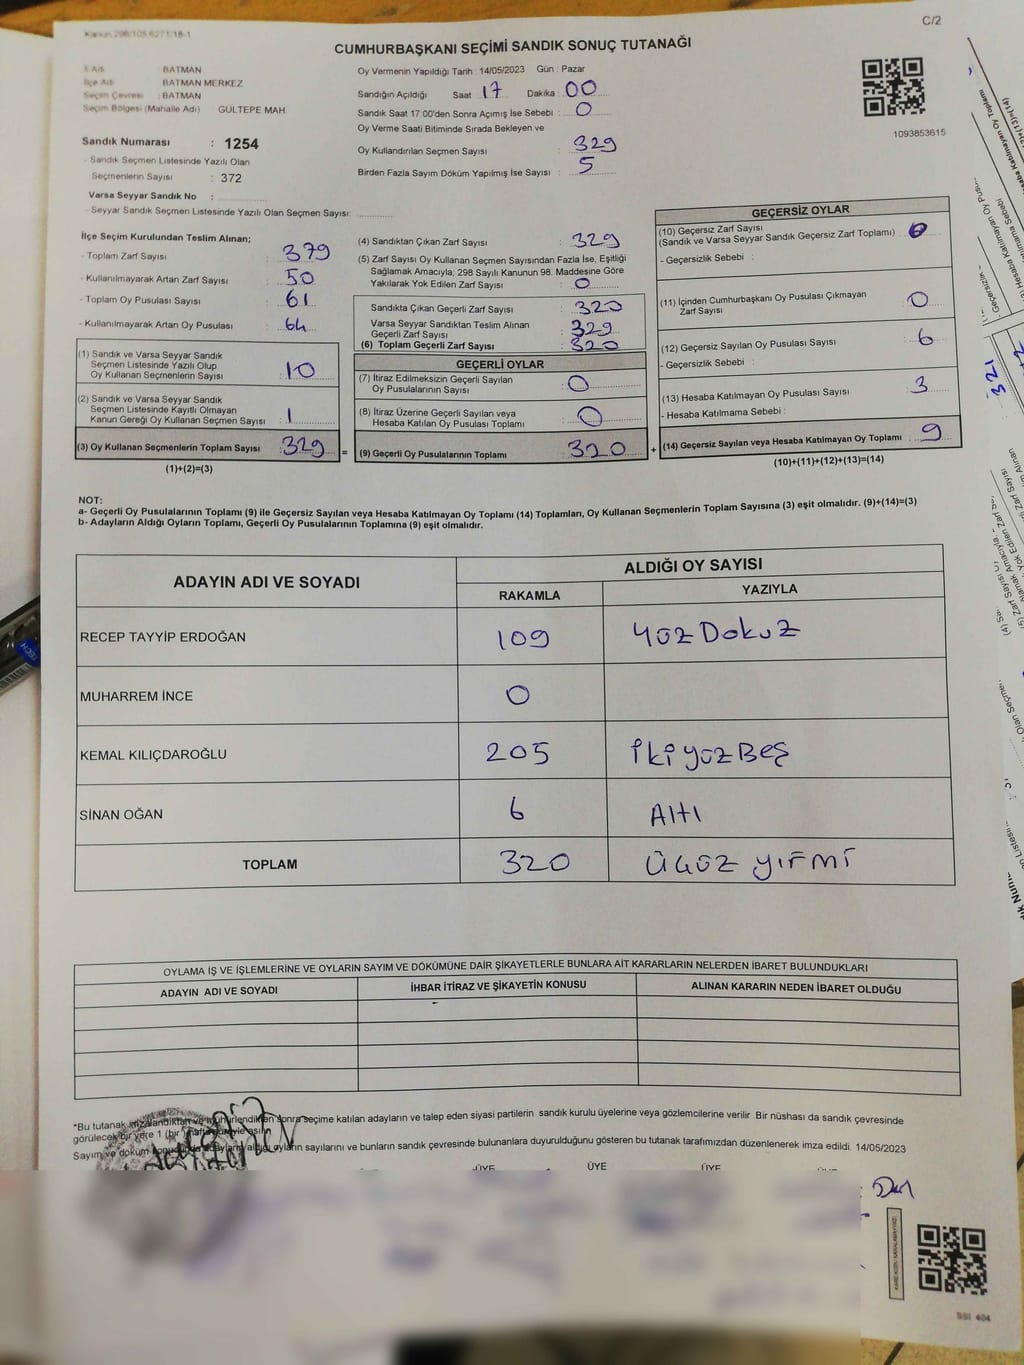 Kanun 298/105 6271/18-1
C/2
CUMHURBAŞKANI SEÇİMİ SANDIK SONUÇ TUTANAĞI
İl Adı : BATMAN
İlçe Adı : BATMAN MERKEZ
Seçim Çevresi : BATMAN
Seçim Bölgesi (Mahalle Adı) GÜLTEPE MAH.
Sandık Numarası : 1254
- Sandık Seçmen Listesinde Yazılı Olan
Seçmenlerin Sayısı : 372
Varsa Seyyar Sandık No :
- Seyyar Sandık Seçmen Listesinde Yazılı Olan Seçmen Sayısı:
Oy Vermenin Yapıldığı Tarih : 14/05/2023 Gün : Pazar
Sandığın Açıldığı Saat 17 Dakika : 00
Sandık Saat 17:00'den Sonra Açımış İse Sebebi : 0
Oy Verme Saati Bitiminde Sırada Bekleyen ve
Oy Kullandırılan Seçmen Sayısı : 329
Birden Fazla Sayım Döküm Yapılmış İse Sayısı : 5
1093853615
İlçe Seçim Kurulundan Teslim Alınan;
- Toplam Zarf Sayısı : 379
- Kullanılmayarak Artan Zarf Sayısı : 50
- Toplam Oy Pusulası Sayısı : 61
- Kullanılmayarak Artan Oy Pusulası : 64
(1) Sandık ve Varsa Seyyar Sandık
Seçmen Listesinde Yazılı Olup
Oy Kullanan Seçmenlerin Sayısı : 10
(2) Sandık ve Varsa Seyyar Sandık
Seçmen Listesinde Kayıtlı Olmayan
Kanun Gereği Oy Kullanan Seçmen Sayısı : 1
(3) Oy Kullanan Seçmenlerin Toplam Sayısı : 329
(1)+(2)=(3)
(4) Sandıktan Çıkan Zarf Sayısı : 329
(5) Zarf Sayısı Oy Kullanan Seçmen Sayısından Fazla İse, Eşitliği
Sağlamak Amacıyla; 298 Sayılı Kanunun 98. Maddesine Göre
Yakılarak Yok Edilen Zarf Sayısı : 0
Sandıkta Çıkan Geçerli Zarf Sayısı : 320
Varsa Seyyar Sandıktan Teslim Alınan
Geçerli Zarf Sayısı : 329
(6) Toplam Geçerli Zarf Sayısı : 320
GEÇERLİ OYLAR
(7) İtiraz Edilmeksizin Geçerli Sayılan
Oy Pusulalarının Sayısı : 0
(8) İtiraz Üzerine Geçerli Sayılan veya
Hesaba Katılan Oy Pusulası Toplamı : 0
= (9) Geçerli Oy Pusulalarının Toplamı : 320 +
GEÇERSİZ OYLAR
(10) Geçersiz Zarf Sayısı
(Sandık ve Varsa Seyyar Sandık Geçersiz Zarf Toplamı) : 0
- Geçersizlik Sebebi :
(11) İçinden Cumhurbaşkanı Oy Pusulası Çıkmayan
Zarf Sayısı : 0
(12) Geçersiz Sayılan Oy Pusulası Sayısı : 6
- Geçersizlik Sebebi :
(13) Hesaba Katılmayan Oy Pusulası Sayısı : 3
- Hesaba Katılmama Sebebi :
(14) Geçersiz Sayılan veya Hesaba Katılmayan Oy Toplamı : 9
(10)+(11)+(12)+(13)=(14)
NOT:
a- Geçerli Oy Pusulalarının Toplamı (9) ile Geçersiz Sayılan veya Hesaba Katılmayan Oy Toplamı (14) Toplamları, Oy Kullanan Seçmenlerin Toplam Sayısına (3) eşit olmalıdır. (9)+(14)=(3)
b- Adayların Aldığı Oyların Toplamı, Geçerli Oy Pusulalarının Toplamına (9) eşit olmalıdır.
ADAYIN ADI VE SOYADI ALDIĞI OY SAYISI
RAKAMLA YAZIYLA
RECEP TAYYİP ERDOĞAN 109 YüzDokuz
MUHARREM İNCE 0
KEMAL KILIÇDAROĞLU 205 ikiyüzBeş
SİNAN OĞAN 6 Altı
TOPLAM 320 yirmi
OYLAMA İŞ VE İŞLEMLERİNE VE OYLARIN SAYIM VE DÖKÜMÜNE DAİR ŞİKAYETLERLE BUNLARA AİT KARARLARIN NELERDEN İBARET BULUNDUKLARI
ADAYIN ADI VE SOYADI İHBAR İTİRAZ VE ŞİKAYETİN KONUSU ALINAN KARARIN NEDEN İBARET OLDUĞU
*Bu tutanak imzalandıktan ve mühürlendikten sonra seçime katılan adayların ve talep eden siyasi partilerin sandık kurulu üyelerine veya gözlemcilerine verilir. Bir nüshası da sandık çevresinde
görülecek bir yere 1 (bir) hafta süreyle asılır.
Sayım ve döküm sonucunda adayların aldığı oyların sayılarını ve bunların sandık çevresinde bulunanlara duyurulduğunu gösteren bu tutanak tarafımızdan düzenlenerek imza edildi. 14/05/2023
ÜYE ÜYE ÜYE
321
SSI 404